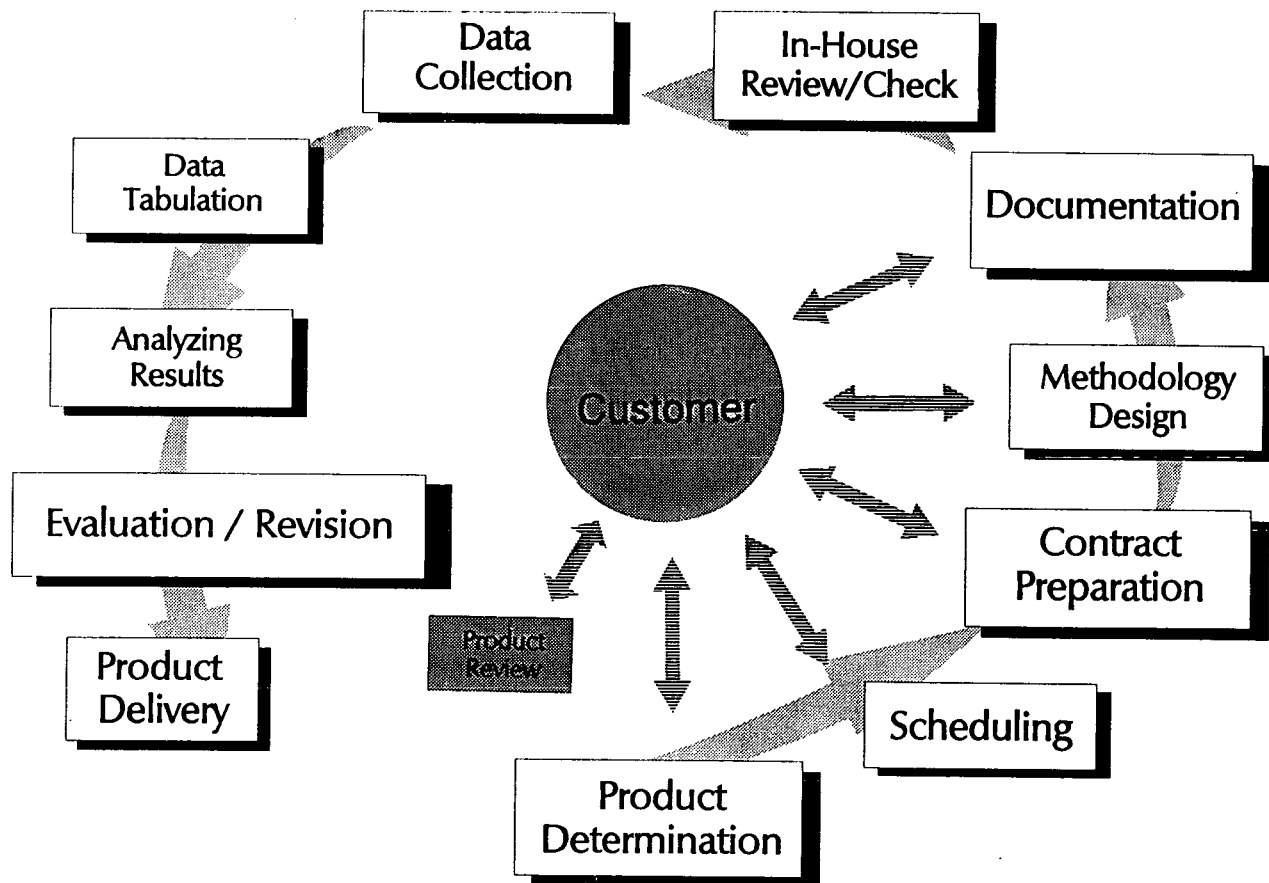 Data
Collection
In-House
Review/Check
Data
Tabulation
Documentation
Analyzing
Results
Customer
Methodology
Design
Evaluation / Revision
Contract
Preparation
Product
Review
Product
Delivery
Scheduling
Product
Determination